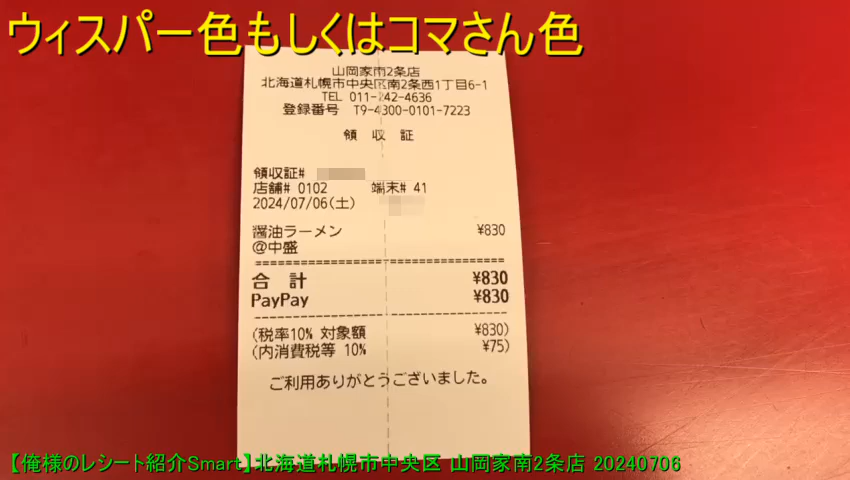 ウィスパー色もしくはコマさん色
山岡家南2条店
北海道札幌市中央区南2条西1丁目6-1
TEL 011-242-4636
登録番号 T9-4300-0101-7223
領 収 証
領収証#
店舗# 0102 端末# 41
2024/07/06(土)
醤油ラーメン ¥830
@中盛
合 計 ¥830
PayPay ¥830
(税率10% 対象額 ¥830)
(内消費税等 10% ¥75)
ご利用ありがとうございました。
【俺様のレシート紹介Smart】北海道札幌市中央区 山岡家南2条店 20240706